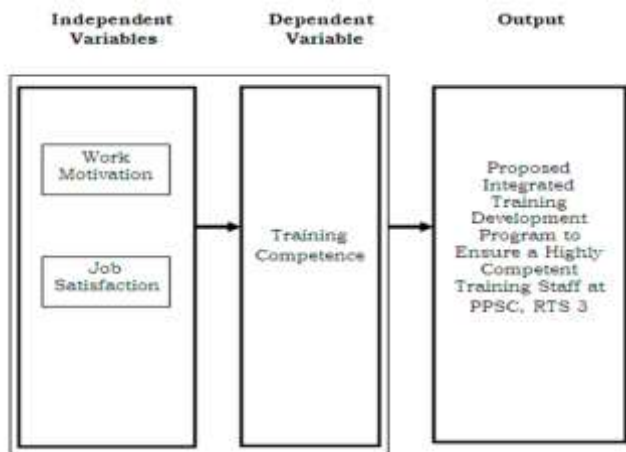 Independent
Variables
Dependent
Variable
Output
Work
Motivation
Job
Satisfaction
Training
Competence
Proposed
Integrated
Training
Development
Program to
Ensure a Highly
Competent
Training Staff at
PPSC, RTS 3